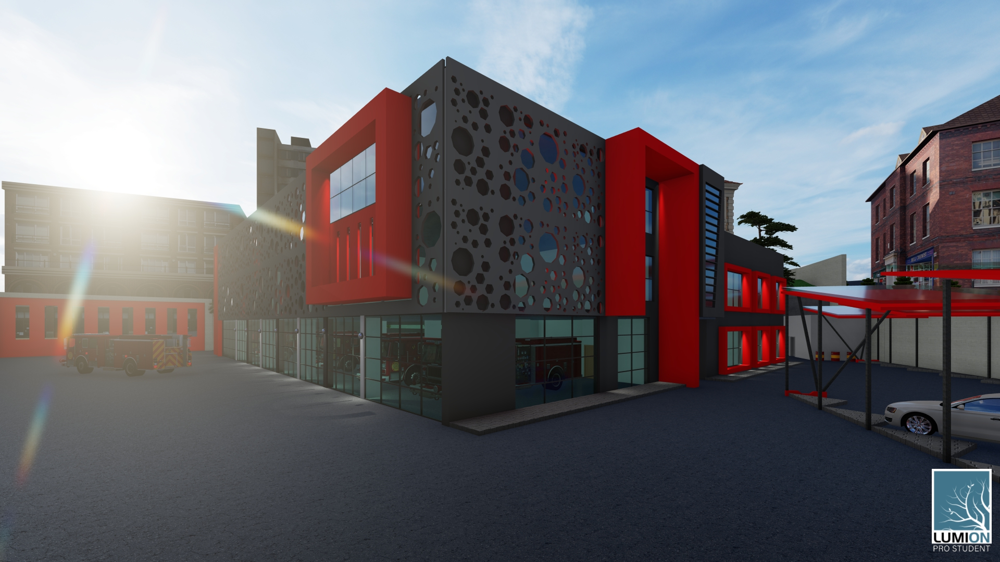 BELL CHEMIST
LUMION
PRO STUDENT